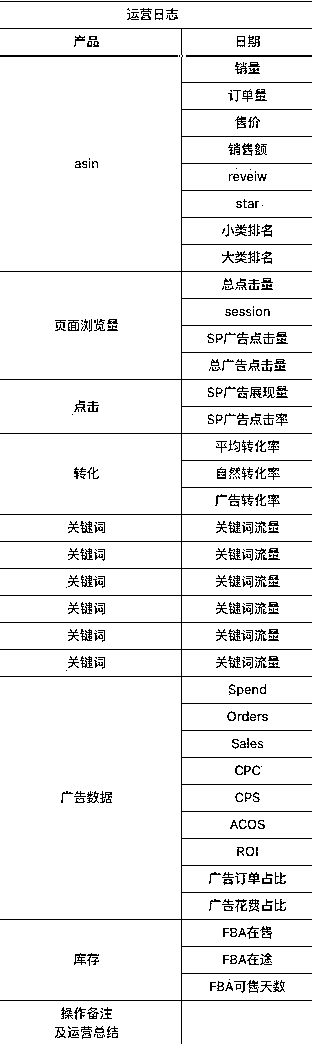 运营日志
产品 日期
asin
销量
订单量
售价
销售额
reveiw
star
小类排名
大类排名
页面浏览量
总点击量
session
SP广告点击量
总广告点击量
点击
SP广告展现量
SP广告点击率
转化
平均转化率
自然转化率
广告转化率
关键词 关键词流量
关键词 关键词流量
关键词 关键词流量
关键词 关键词流量
关键词 关键词流量
关键词 关键词流量
广告数据
Spend
Orders
Sales
CPC
CPS
ACOS
ROI
广告订单占比
广告花费占比
库存
FBA在售
FBA在途
FBA可售天数
操作备注
及运营总结